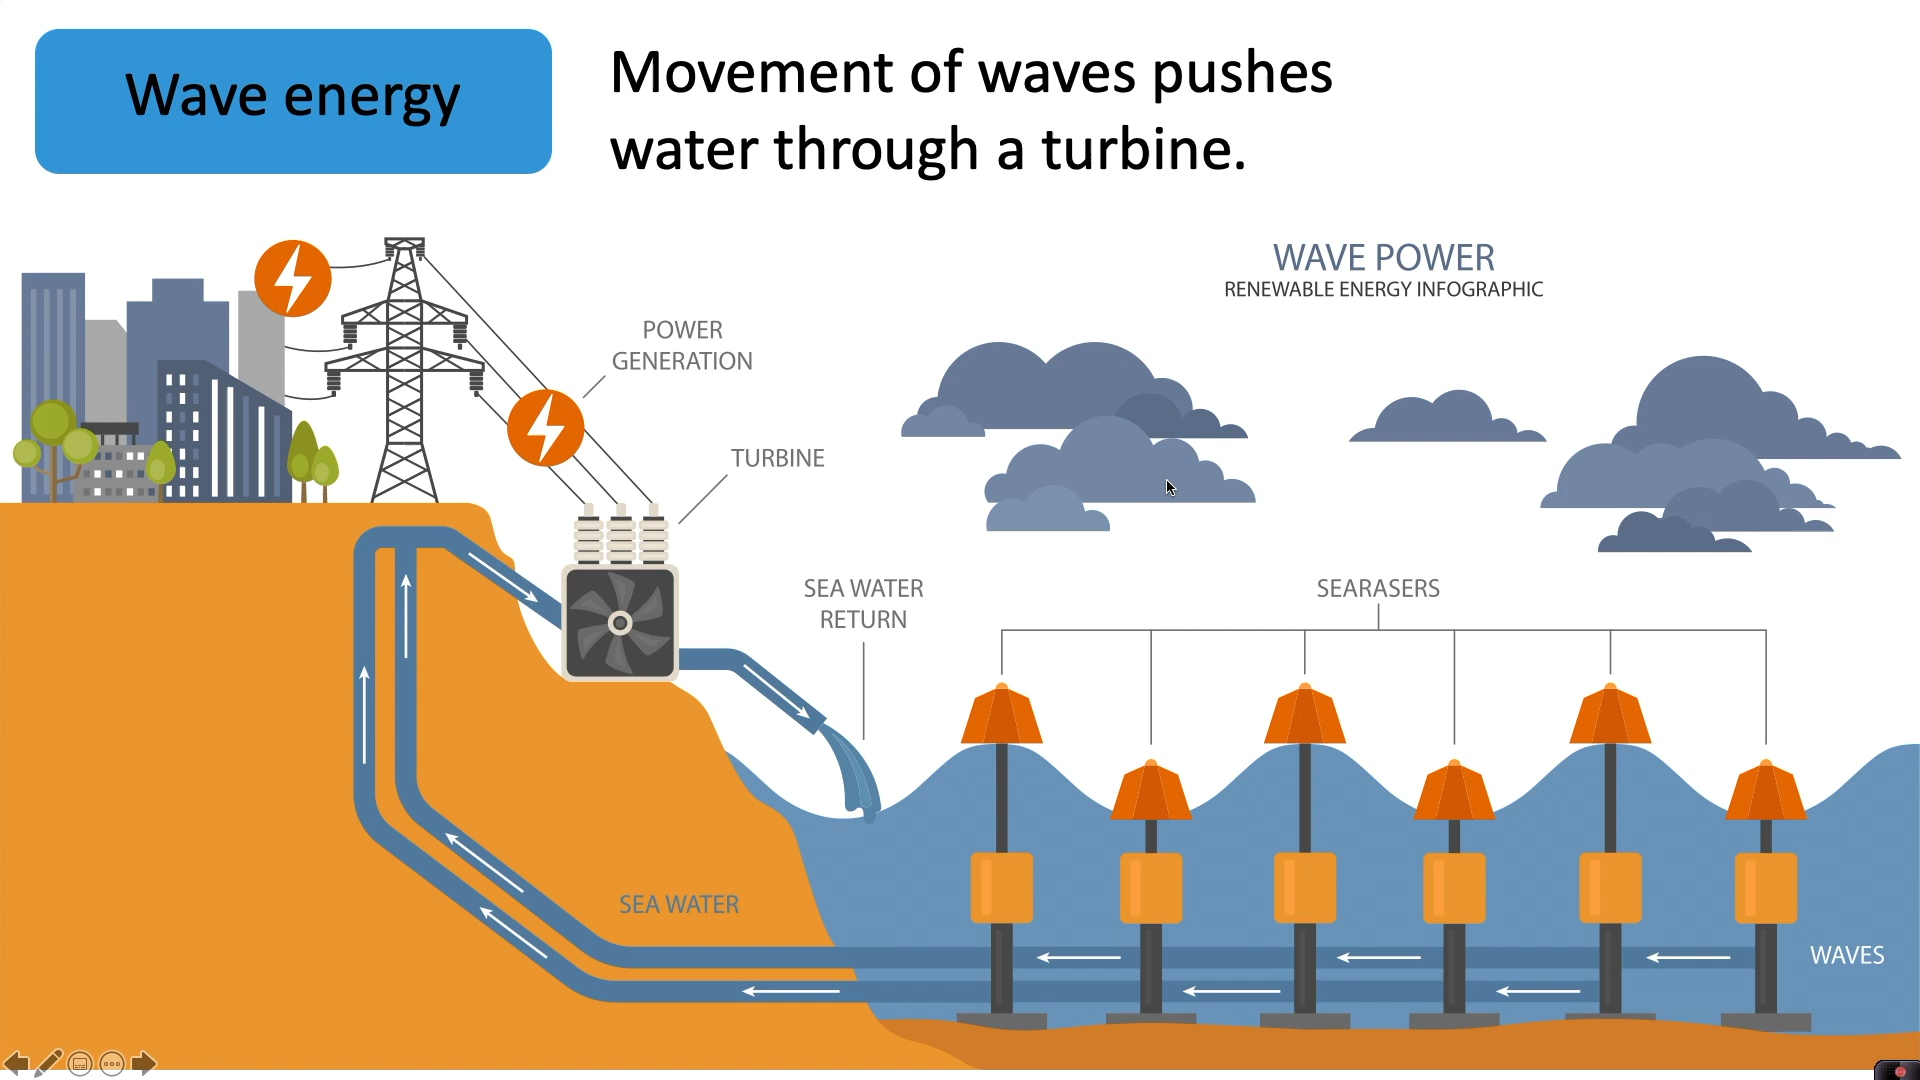 Wave energy
Movement of waves pushes
water through a turbine.
WAVE POWER
RENEWABLE ENERGY INFOGRAPHIC
POWER
GENERATION
TURBINE
SEA WATER
RETURN
SEARASERS
SEA WATER
WAVES